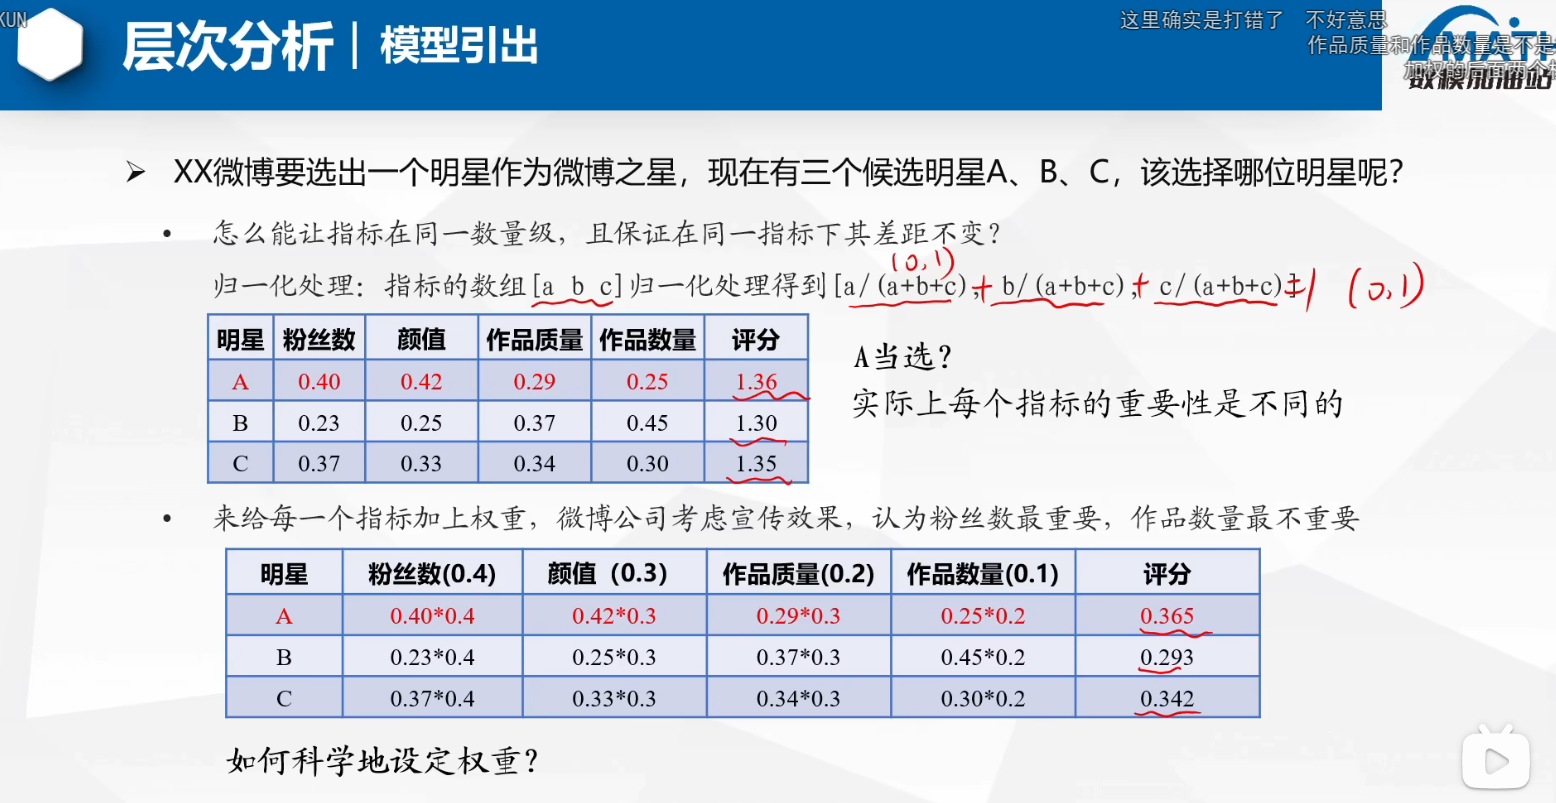 KUN
这里确实是打错了 不好意思
作品质量和作品数量是不是
加权的后面两个
层次分析 | 模型引出
MATH
数模加油站
➢ XX微博要选出一个明星作为微博之星，现在有三个候选明星A、B、C，该选择哪位明星呢？
• 怎么能让指标在同一数量级，且保证在同一指标下其差距不变？
(0,1)
归一化处理：指标的数组[a b c]归一化处理得到[a/(a+b+c), b/(a+b+c), c/(a+b+c)]
+ + =1 (0,1)
明星 粉丝数 颜值 作品质量 作品数量 评分
A 0.40 0.42 0.29 0.25 1.36
B 0.23 0.25 0.37 0.45 1.30
C 0.37 0.33 0.34 0.30 1.35
A当选？
实际上每个指标的重要性是不同的
• 来给每一个指标加上权重，微博公司考虑宣传效果，认为粉丝数最重要，作品数量最不重要
明星 粉丝数(0.4) 颜值（0.3） 作品质量(0.2) 作品数量(0.1) 评分
A 0.40*0.4 0.42*0.3 0.29*0.3 0.25*0.2 0.365
B 0.23*0.4 0.25*0.3 0.37*0.3 0.45*0.2 0.293
C 0.37*0.4 0.33*0.3 0.34*0.3 0.30*0.2 0.342
如何科学地设定权重？